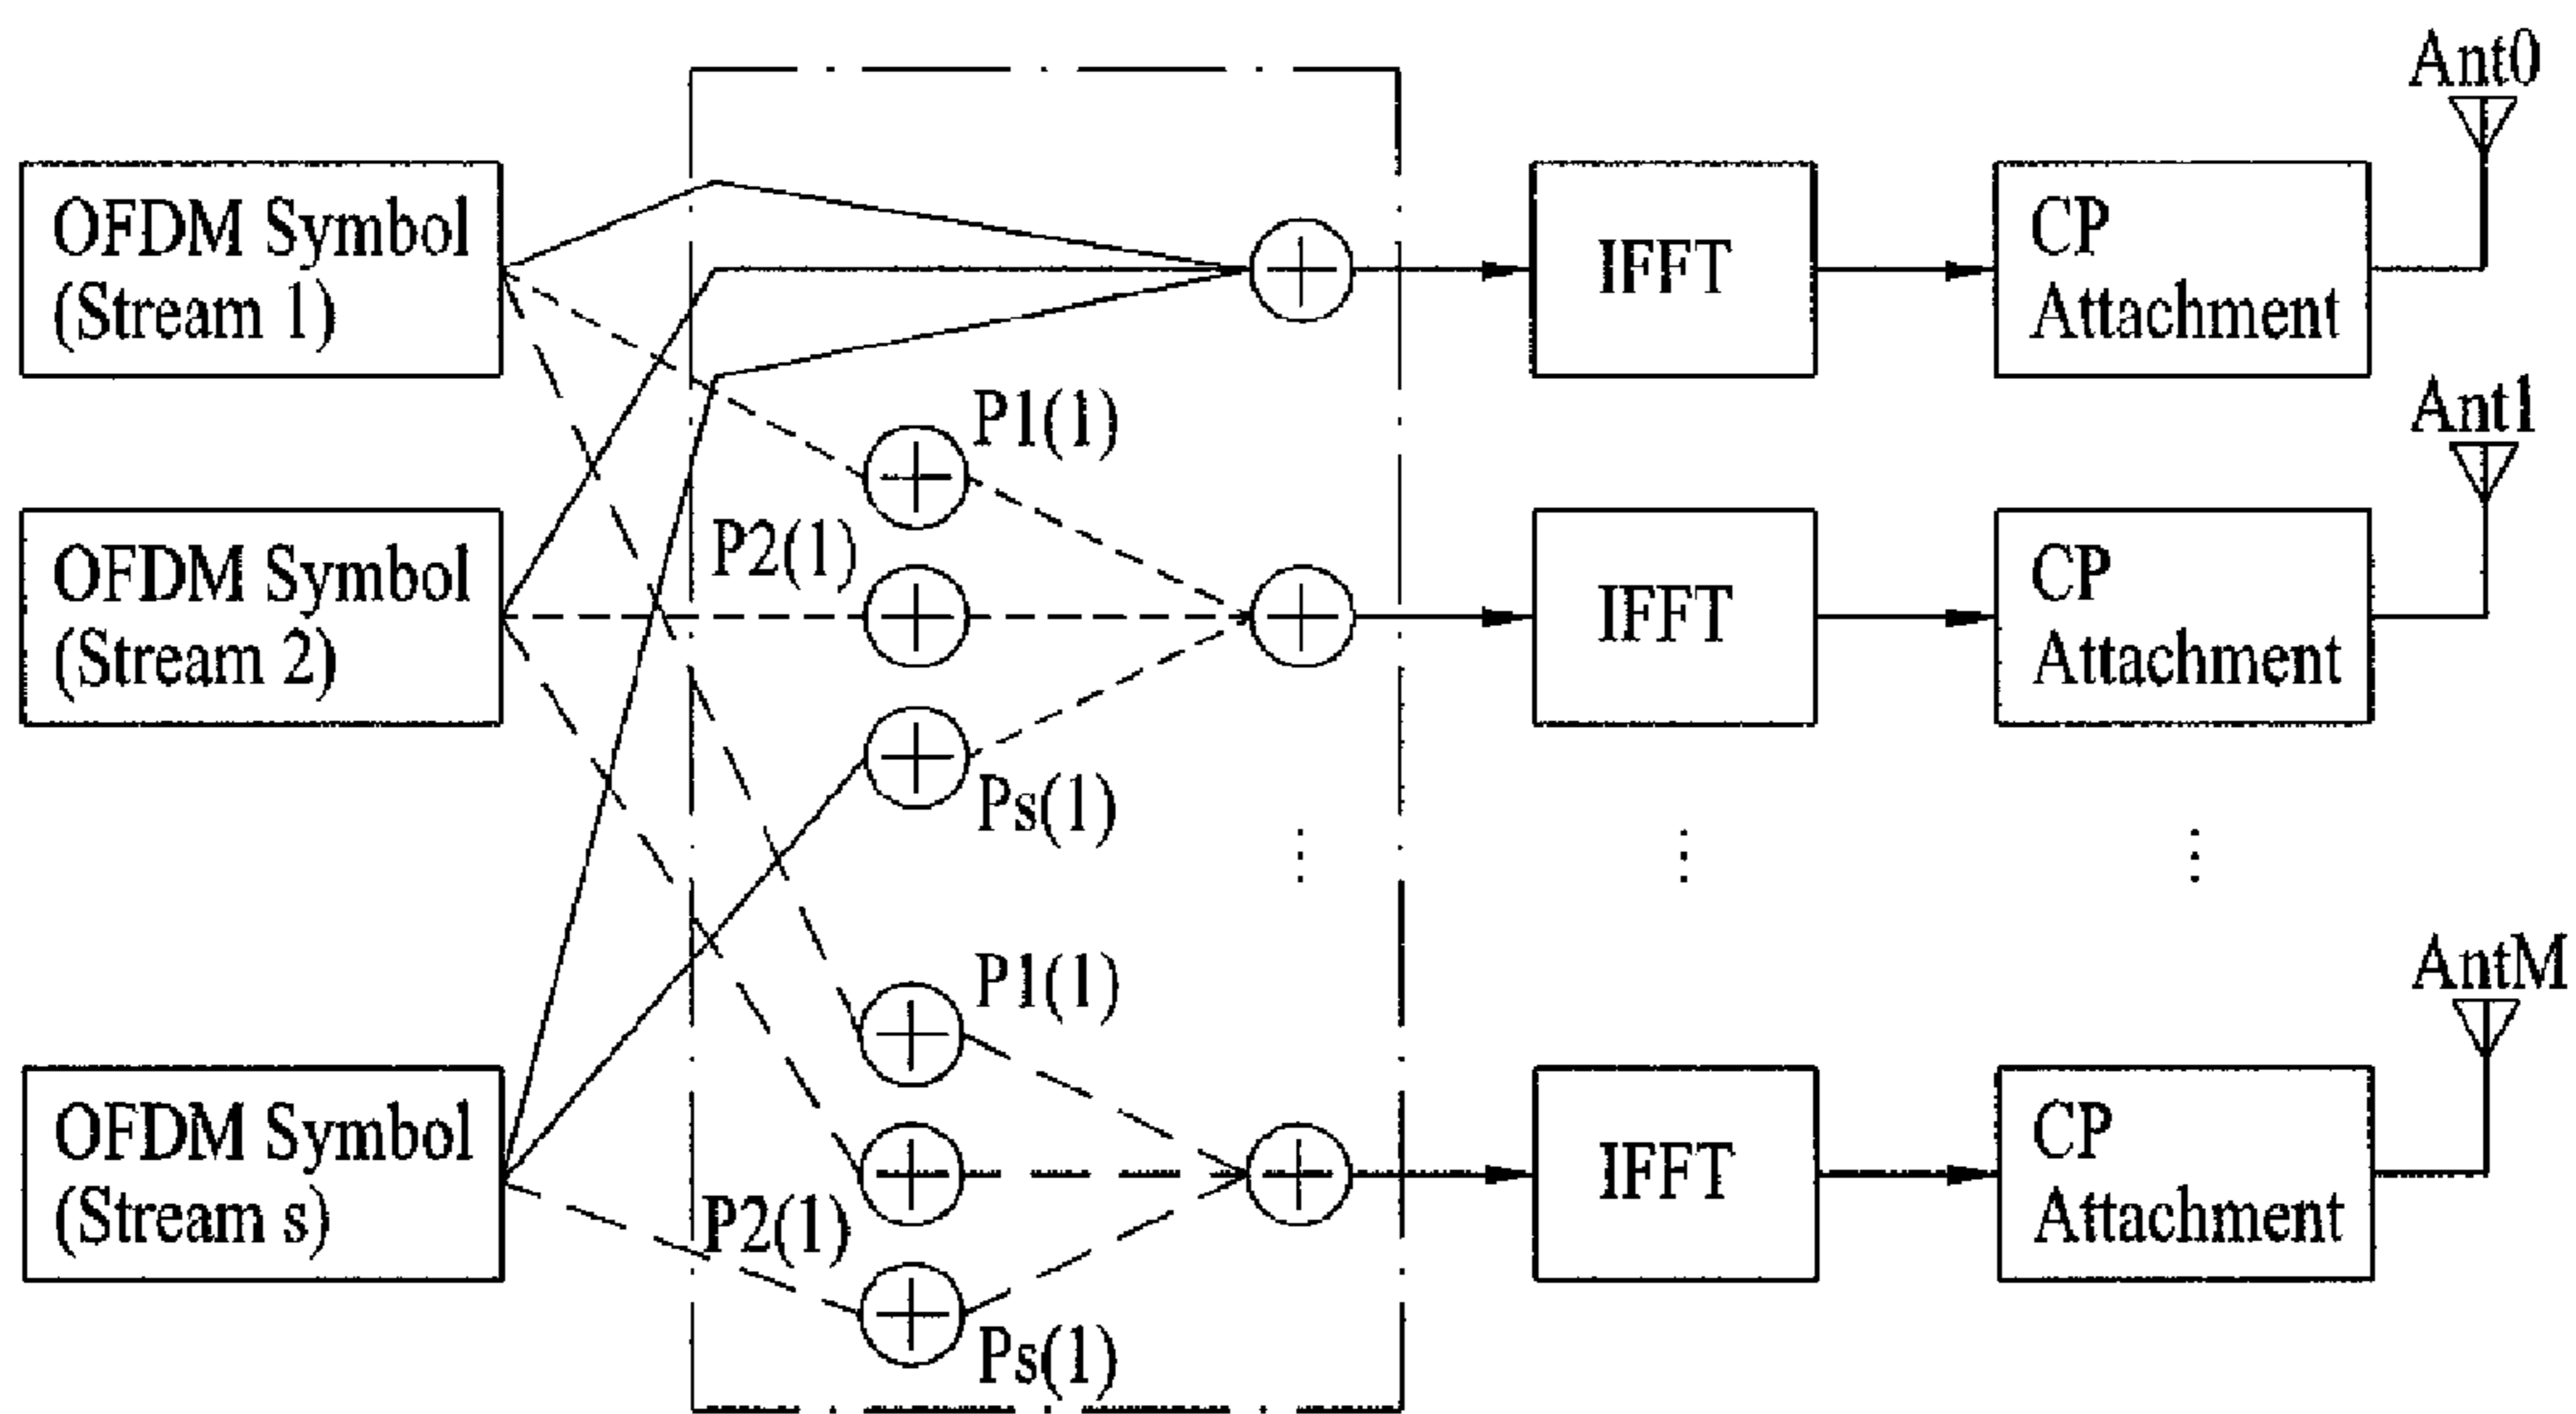 Ant0
OFDM Symbol
(Stream 1)
IFFT
CP
Attachment
P1(1)
Ant1
OFDM Symbol
(Stream 2)
P2(1)
IFFT
CP
Attachment
Ps(1)
AntM
P1(1)
OFDM Symbol
(Stream s)
P2(1)
IFFT
CP
Attachment
Ps(1)